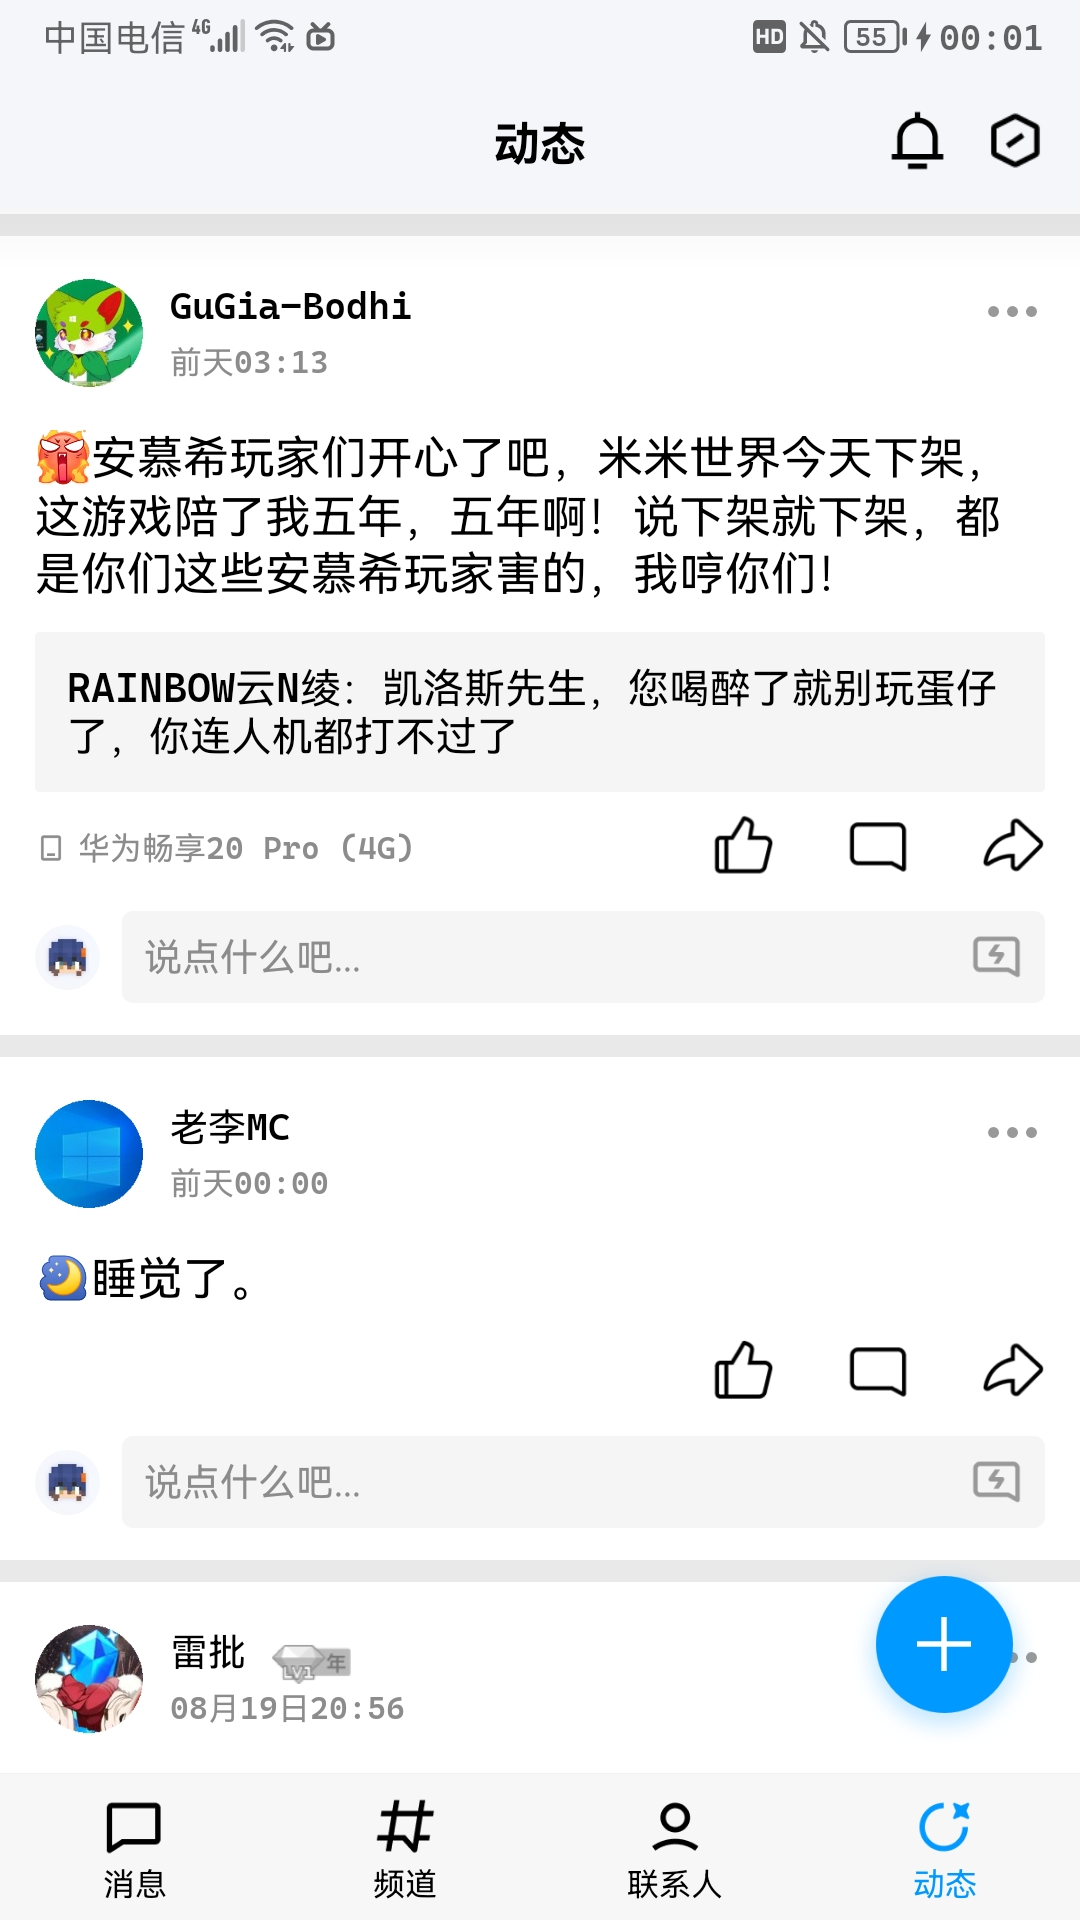 中国电信 4G HD 55 00:01
动态
GuGia-Bodhi
前天03:13
安慕希玩家们开心了吧，米米世界今天下架，
这游戏陪了我五年，五年啊！说下架就下架，都
是你们这些安慕希玩家害的，我哼你们！
RAINBOW云N绫：凯洛斯先生，您喝醉了就别玩蛋仔
了，你连人机都打不过了
华为畅享20 Pro (4G)
说点什么吧...
老李MC
前天00:00
睡觉了。
说点什么吧...
雷批 LV1 年
08月19日20:56
消息 频道 联系人 动态